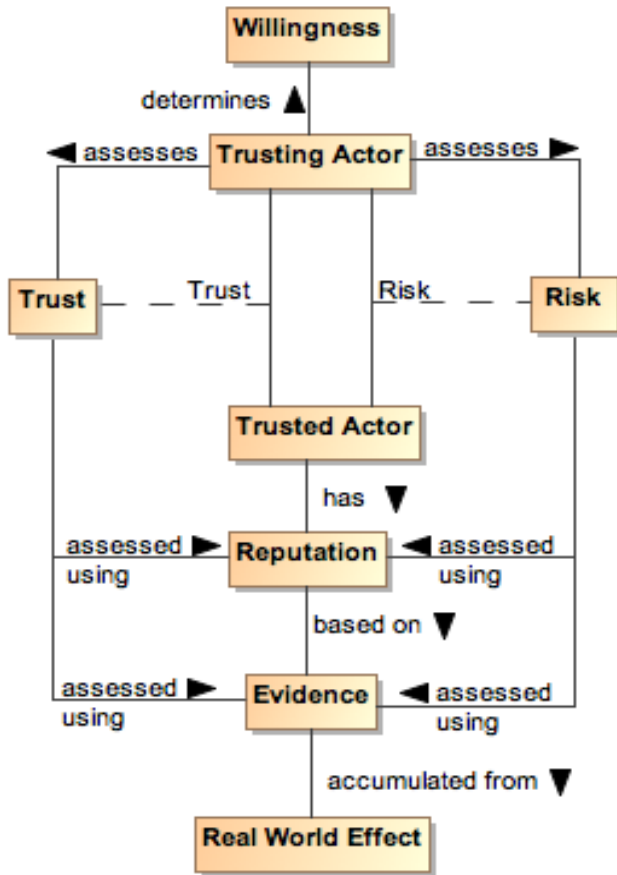 Willingness
determines
assesses
Trusting Actor
assesses
Trust
Trust
Risk
Risk
Trusted Actor
has
assessed
using
Reputation
assessed
using
based on
assessed
using
Evidence
assessed
using
accumulated from
Real World Effect